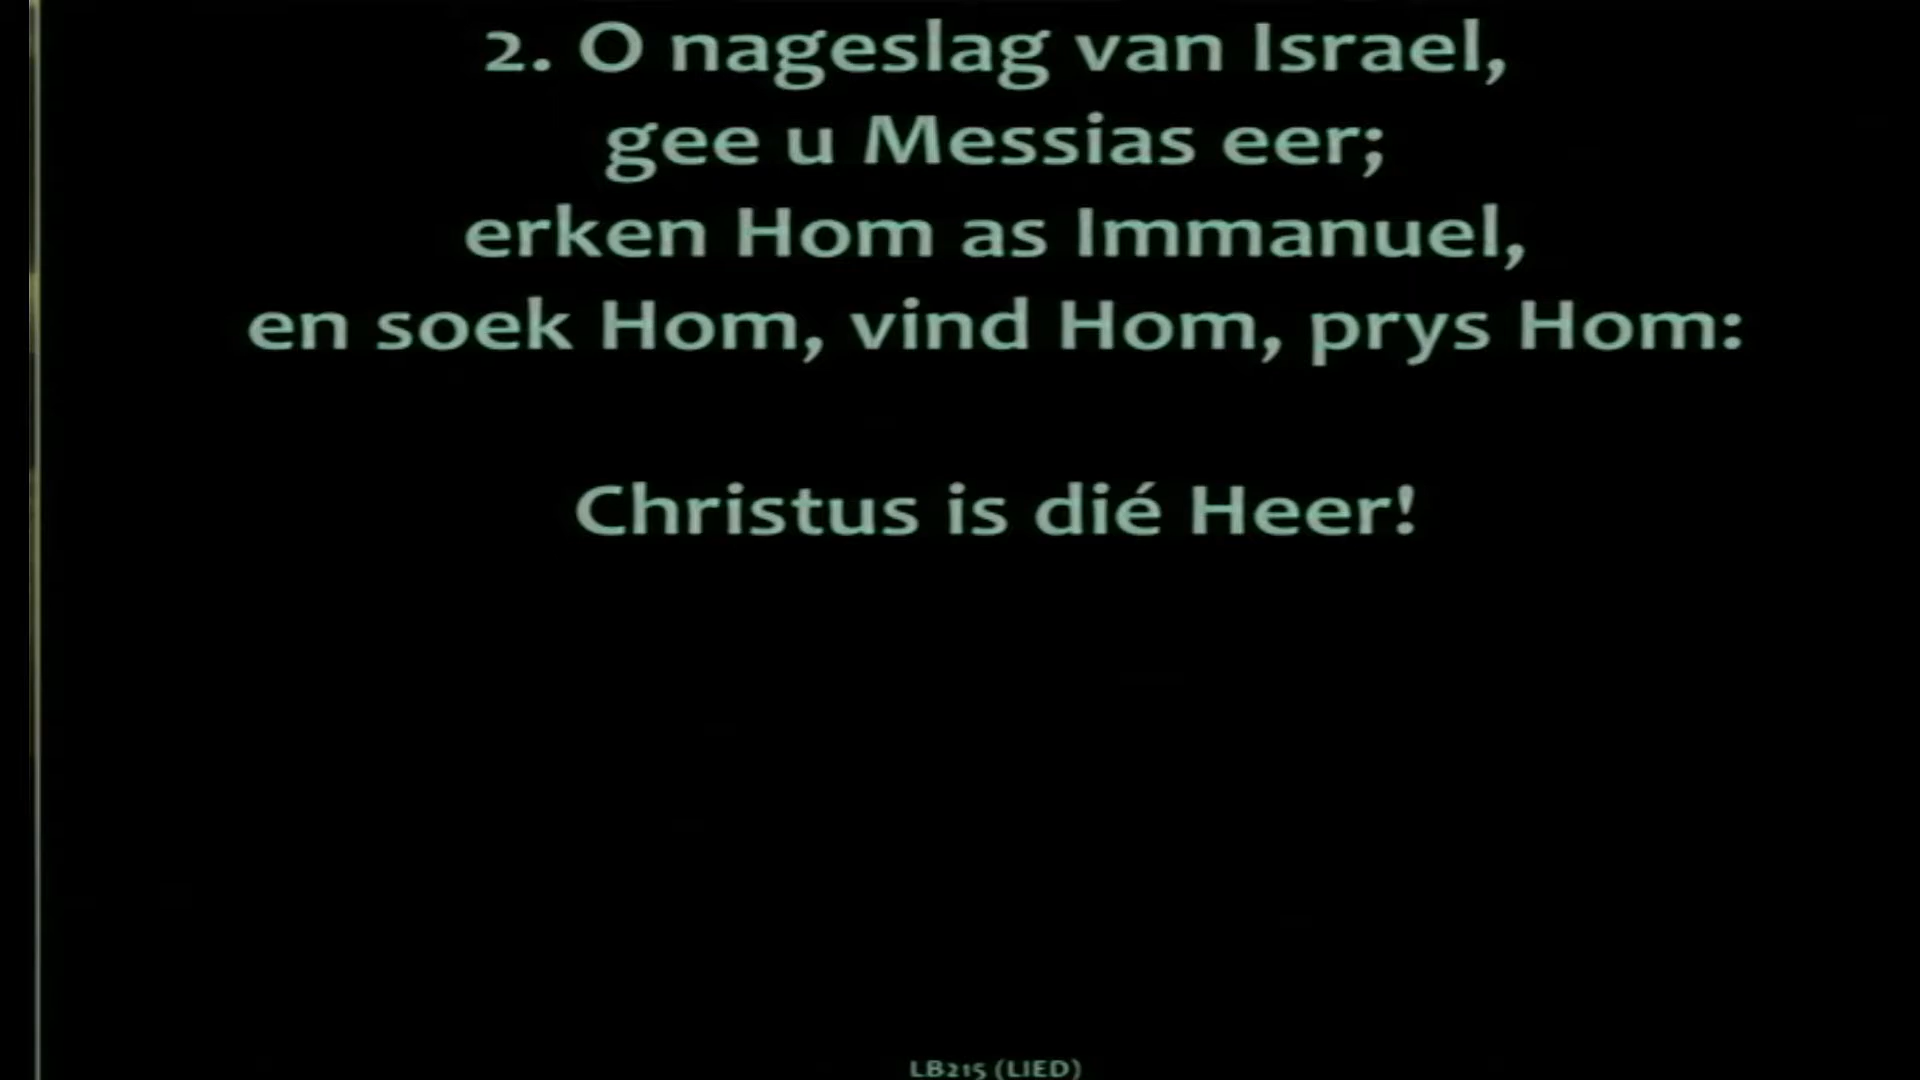 2. O nageslag van Israel,
gee u Messias eer;
erken Hom as Immanuel,
en soek Hom, vind Hom, prys Hom:
Christus is dié Heer!
LB215 (LIED)